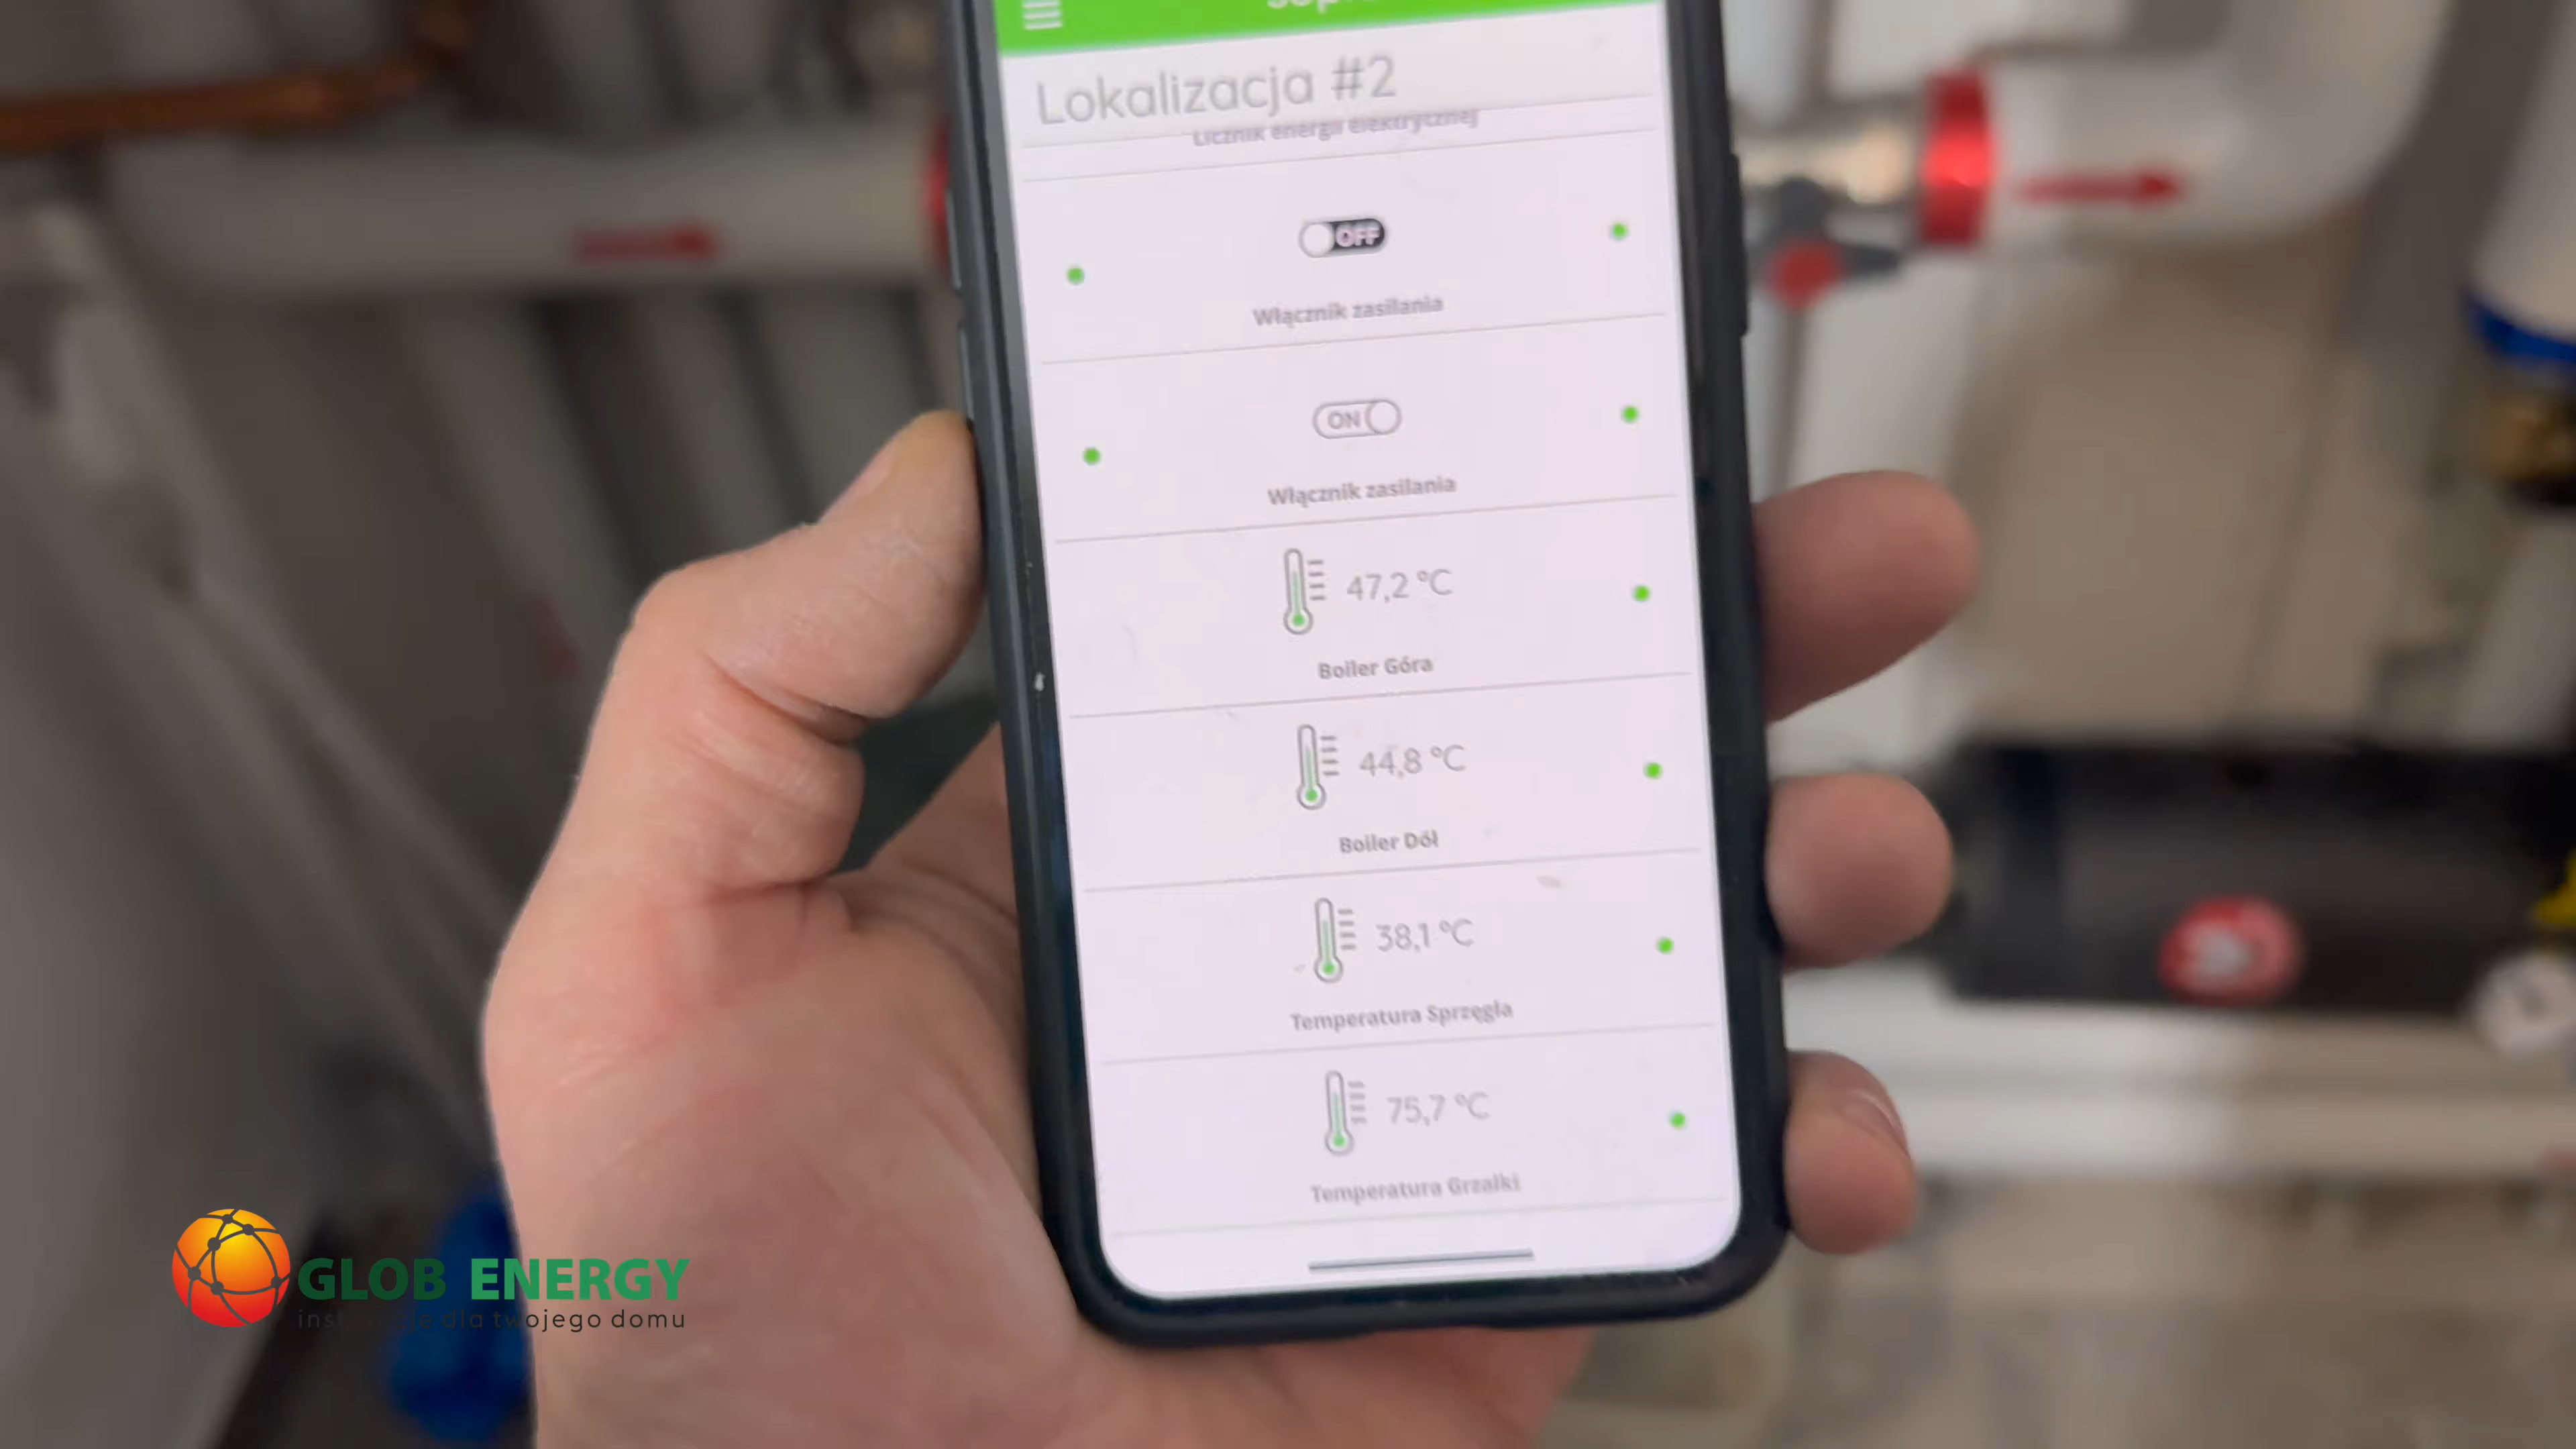 Lokalizacja #2
Licznik energii elektrycznej
OFF
Włącznik zasilania
ON
Włącznik zasilania
47,2 °C
Boiler Góra
44,8 °C
Boiler Dół
38,1 °C
Temperatura Sprzęgła
75,7 °C
Temperatura Grzałki
GLOB ENERGY
dla twojego domu